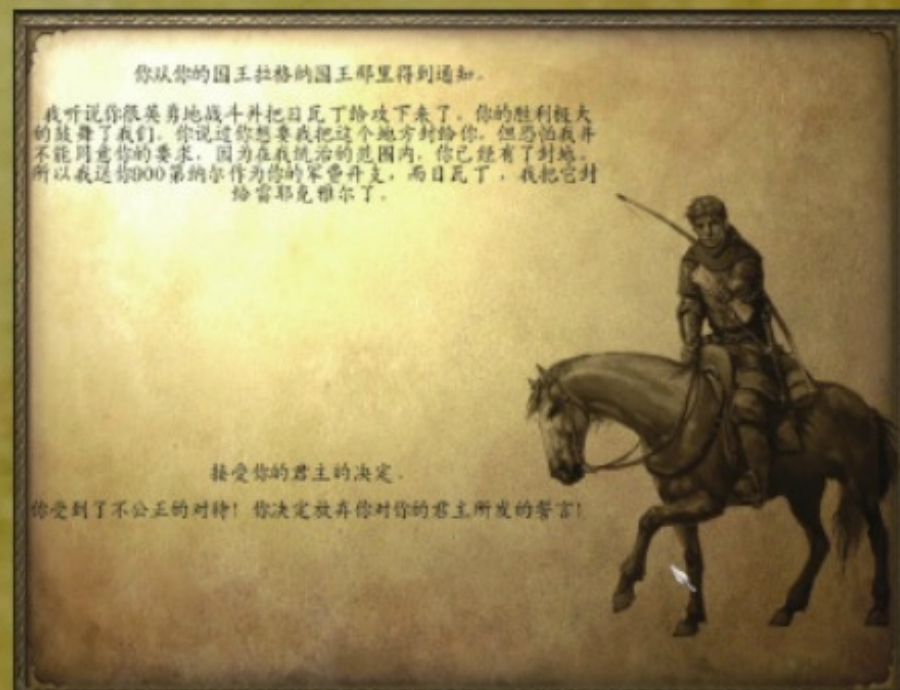 你从你的国王拉格纳国王那里得到通知。
我听说你很英勇地战斗并把日瓦丁给攻下来了。你的胜利极大
的鼓舞了我们。你说过你想要我把这个地方封给你。但恐怕我并
不能同意你的要求，因为在我统治的范围内，你已经有了封地。
所以我送你900第纳尔作为你的军费开支，而日瓦丁，我把它封
给雷耶克雅尔了。
接受你的君主的决定。
你受到了不公正的对待！你决定放弃你对你的君主所发的誓言！